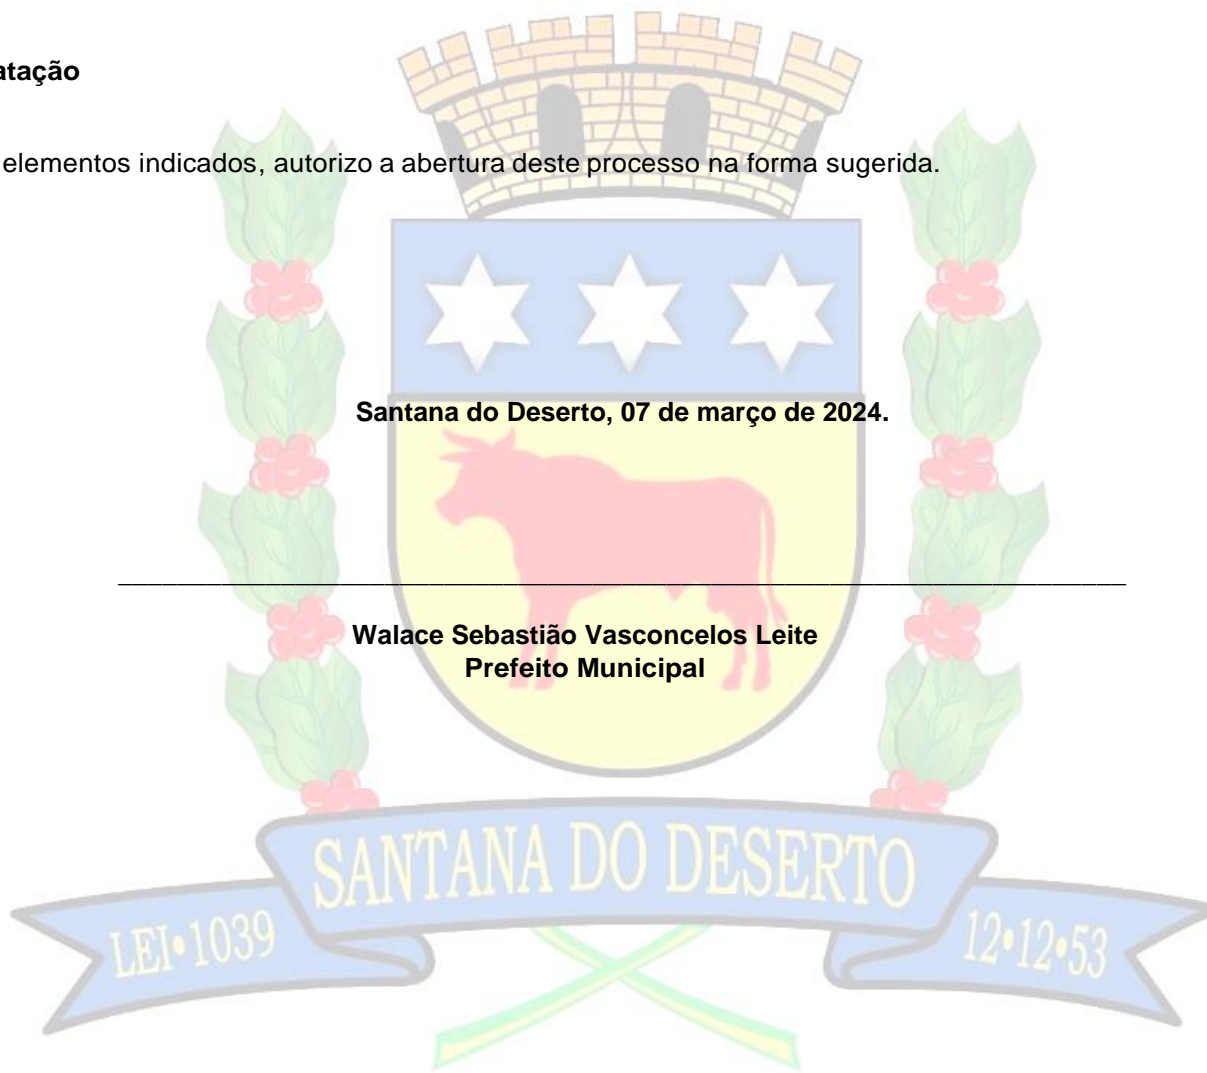 elementos indicados, autorizo a abertura deste processo na forma sugerida.
Santana do Deserto, 07 de março de 2024.
Walace Sebastião Vasconcelos Leite
Prefeito Municipal
SANTANA DO DESERTO
LEI•1039
12•12•53